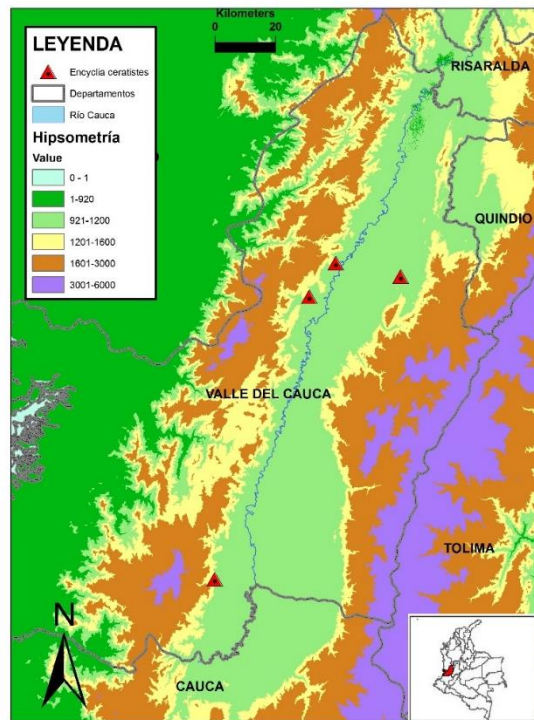 Kilometers
0 20
LEYENDA
Encyclia ceratistes
Departamentos
Río Cauca
Hipsometría
Value
0 - 1
1-920
921-1200
1201-1600
1601-3000
3001-6000
RISARALDA
QUINDIO
VALLE DEL CAUCA
TOLIMA
N
CAUCA